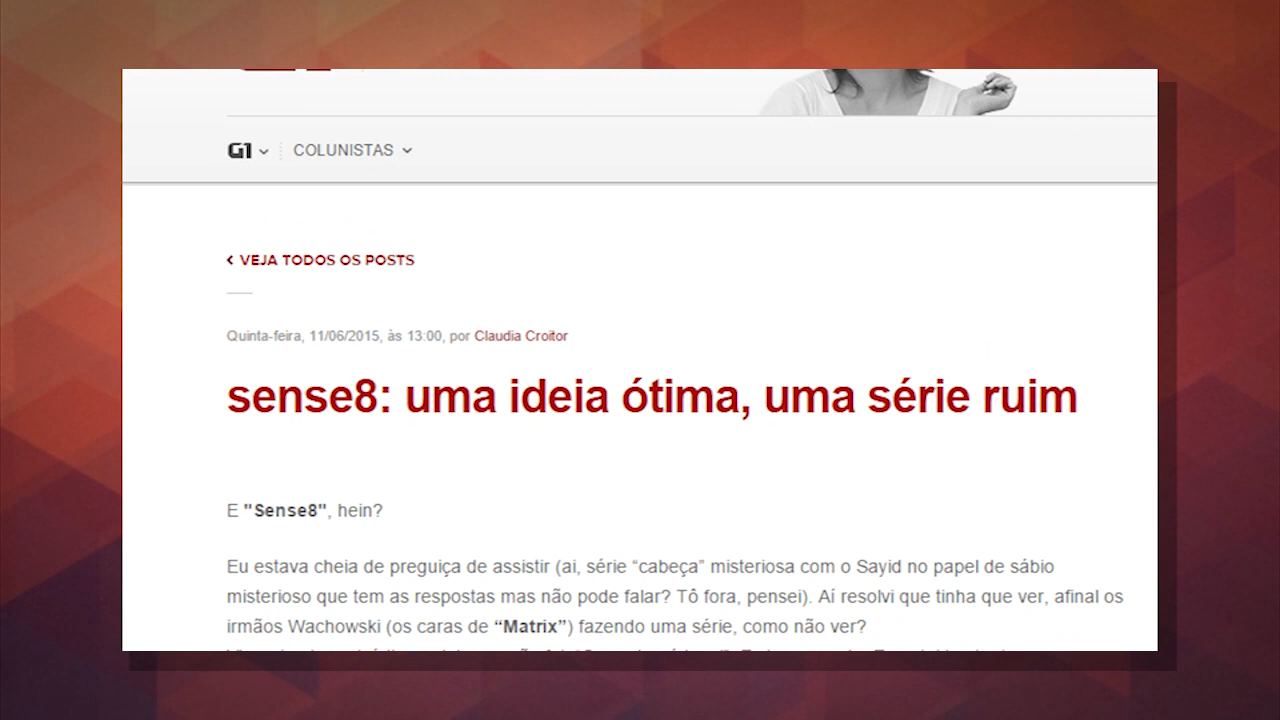 G1 COLUNISTAS
VEJA TODOS OS POSTS
Quinta-feira, 11/06/2015, às 13:00, por Claudia Croitor
sense8: uma ideia ótima, uma série ruim
E "Sense8", hein?
Eu estava cheia de preguiça de assistir (ai, série “cabeça” misteriosa com o Sayid no papel de sábio
misterioso que tem as respostas mas não pode falar? Tô fora, pensei). Aí resolvi que tinha que ver, afinal os
irmãos Wachowski (os caras de “Matrix”) fazendo uma série, como não ver?